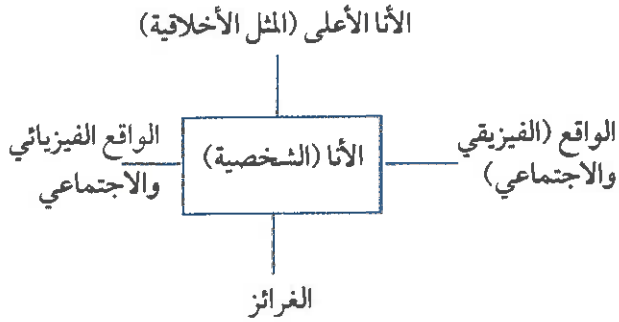 الأنا الأعلى (المثل الأخلاقية)
الواقع (الفيزيقي
والاجتماعي)
الأنا (الشخصية)
الواقع الفيزيائي
والاجتماعي
الغرائز